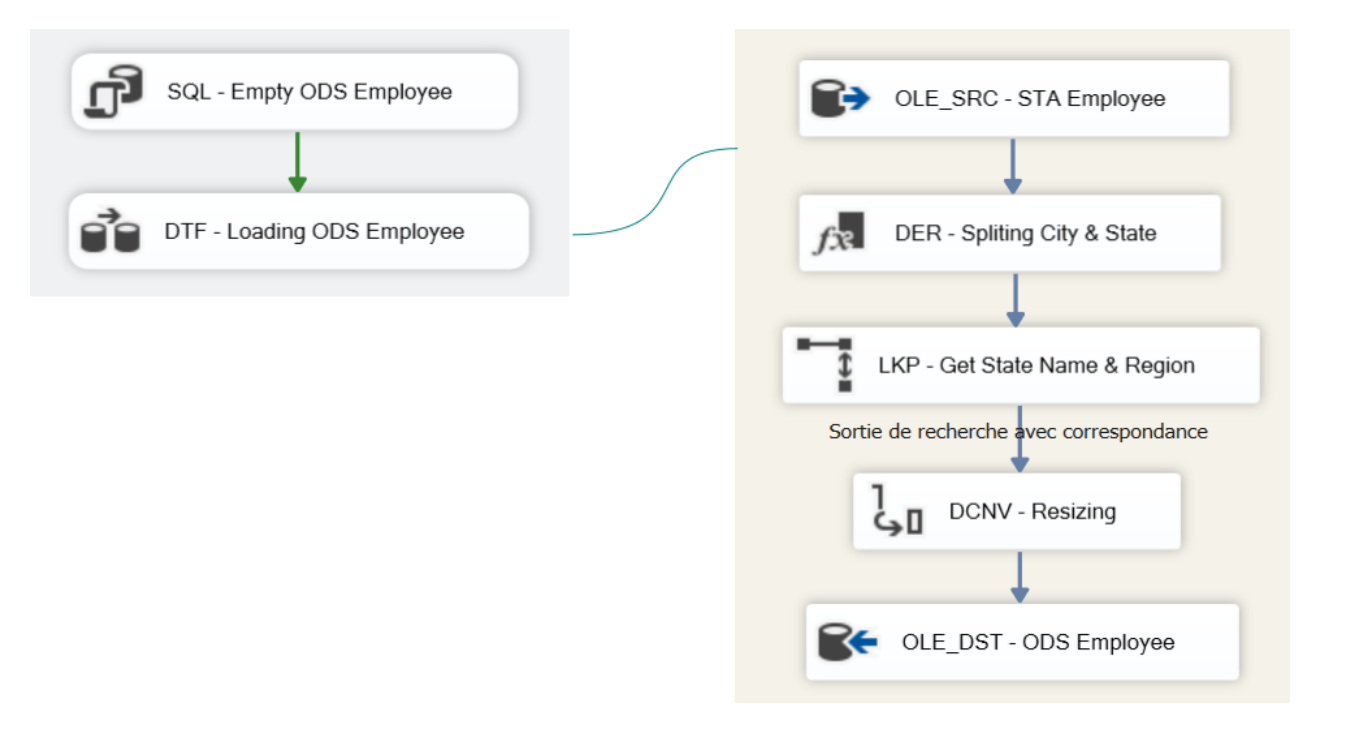 SQL - Empty ODS Employee
DTF - Loading ODS Employee
OLE_SRC - STA Employee
DER - Spliting City & State
LKP - Get State Name & Region
Sortie de recherche avec correspondance
DCNV - Resizing
OLE_DST - ODS Employee